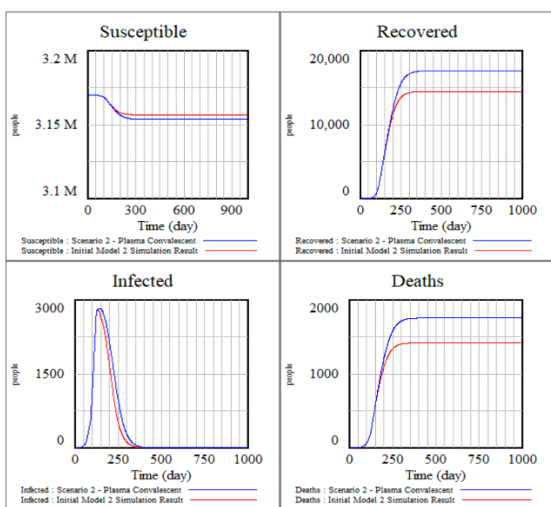 Susceptible
3.2 M
3.15 M
3.1 M
people
0 300 600 900
Time (day)
Susceptible : Scenario 2 - Plasma Convalescent
Susceptible : Initial Model 2 Simulation Result
Recovered
20,000
10,000
0
people
0 250 500 750 1000
Time (day)
Recovered : Scenario 2 - Plasma Convalescent
Recovered : Initial Model 2 Simulation Result
Infected
3000
1500
0
people
0 250 500 750 1000
Time (day)
Infected : Scenario 2 - Plasma Convalescent
Infected : Initial Model 2 Simulation Result
Deaths
2000
1000
0
people
0 250 500 750 1000
Time (day)
Deaths : Scenario 2 - Plasma Convalescent
Deaths : Initial Model 2 Simulation Result